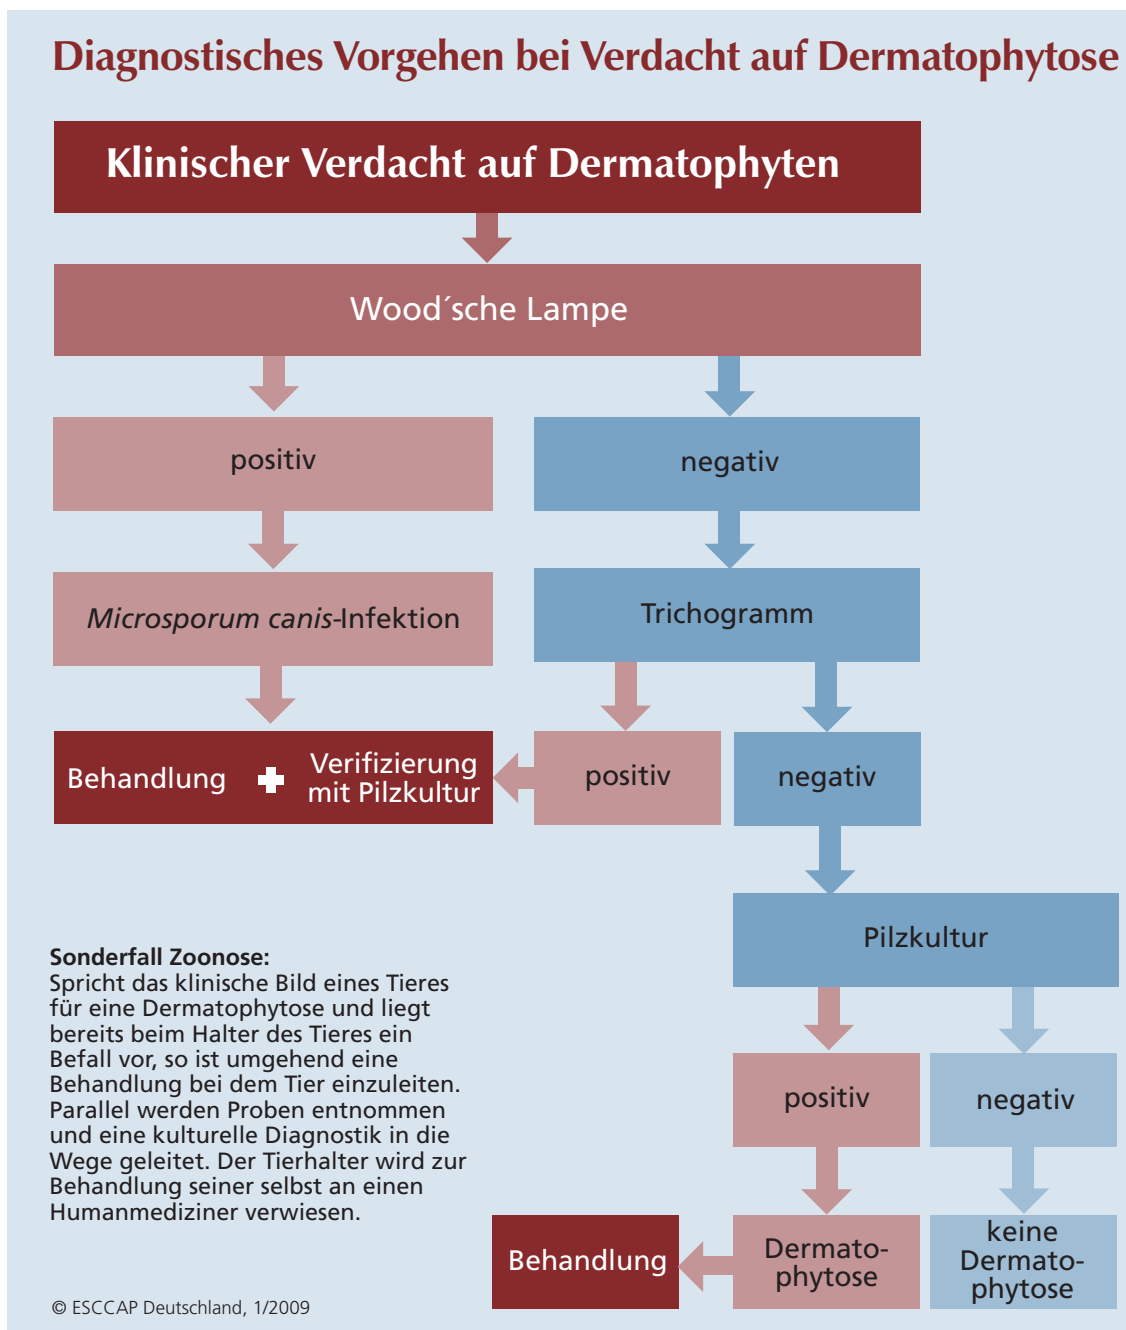 Diagnostisches Vorgehen bei Verdacht auf Dermatophytose
Klinischer Verdacht auf Dermatophyten
Wood´sche Lampe
positiv
negativ
Microsporum canis-Infektion
Trichogramm
Behandlung
Verifizierung
mit Pilzkultur
positiv
negativ
Pilzkultur
Sonderfall Zoonose:
Spricht das klinische Bild eines Tieres
für eine Dermatophytose und liegt
bereits beim Halter des Tieres ein
Befall vor, so ist umgehend eine
Behandlung bei dem Tier einzuleiten.
Parallel werden Proben entnommen
und eine kulturelle Diagnostik in die
Wege geleitet. Der Tierhalter wird zur
Behandlung seiner selbst an einen
Humanmediziner verwiesen.
positiv
negativ
Behandlung
Dermato-
phytose
keine
Dermato-
phytose
© ESCCAP Deutschland, 1/2009